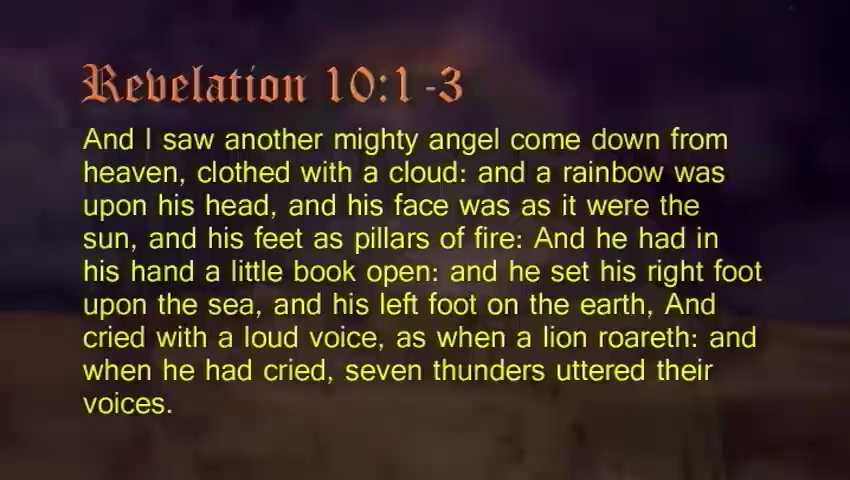 Revelation 10:1-3
And I saw another mighty angel come down from
heaven, clothed with a cloud: and a rainbow was
upon his head, and his face was as it were the
sun, and his feet as pillars of fire: And he had in
his hand a little book open: and he set his right foot
upon the sea, and his left foot on the earth, And
cried with a loud voice, as when a lion roareth: and
when he had cried, seven thunders uttered their
voices.